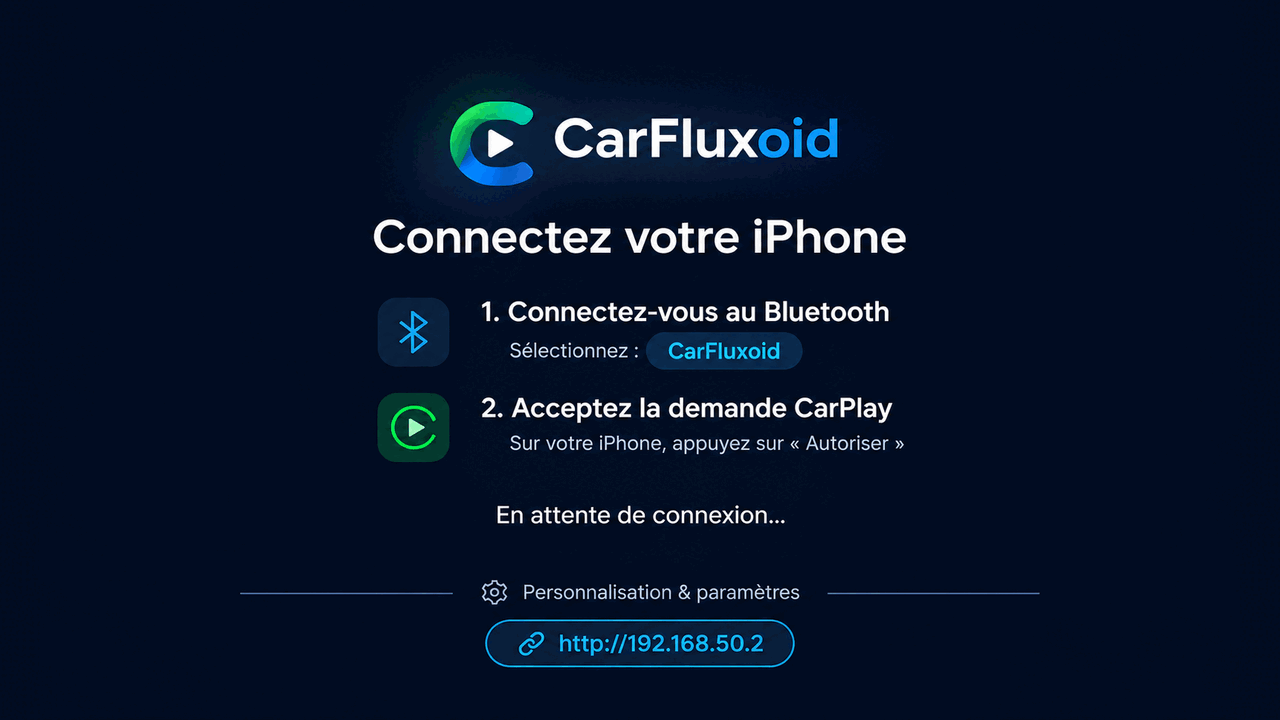 CarFluxoid
Connectez votre iPhone
1. Connectez-vous au Bluetooth
Sélectionnez : CarFluxoid
2. Acceptez la demande CarPlay
Sur votre iPhone, appuyez sur « Autoriser »
En attente de connexion...
Personnalisation & paramètres
http://192.168.50.2